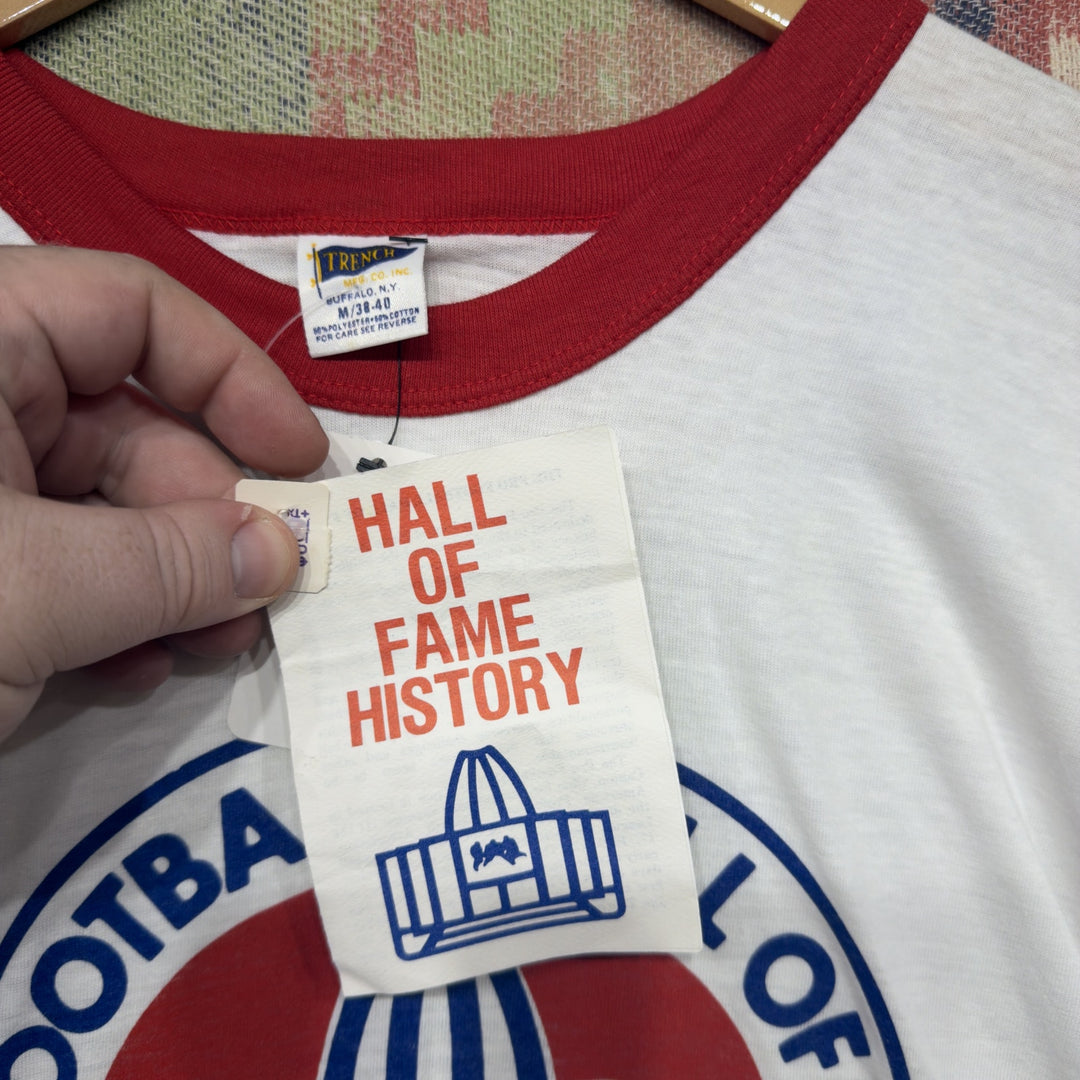 TRENCH
MFG. CO. INC.
BUFFALO, N.Y.
M/38-40
50% POLYESTER•50% COTTON
FOR CARE SEE REVERSE
HALL
OF
FAME
HISTORY
OOTBA
L OF